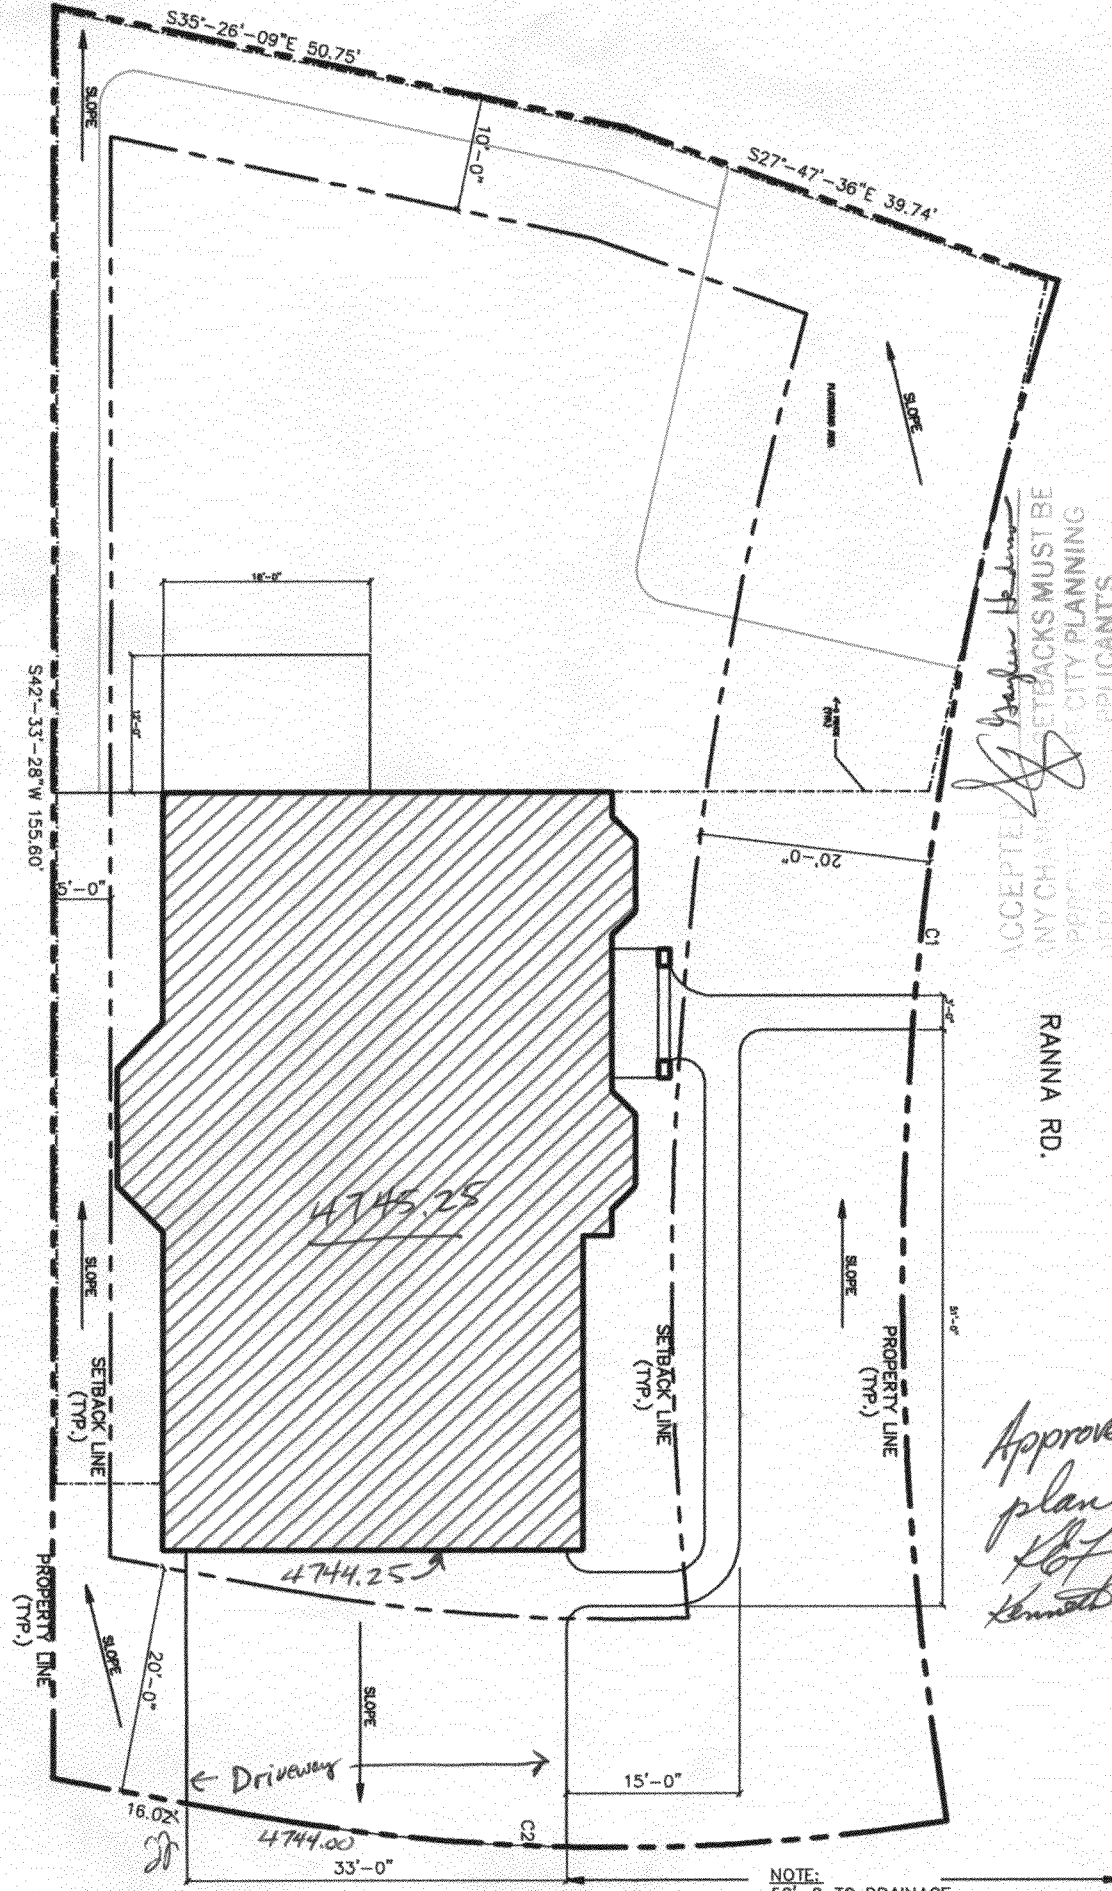 S35°-26'-09"E 50.75'
SLOPE
10'-0"
S27°-47'-36"E 39.74'
SLOPE
18'-0"
12'-0"
S42°-33'-28"W 155.60'
5'-0"
20'-0"
C1
3'-0"
RANNA RD.
ETBACKS MUST BE
CITY PLANNING
4745.25
SLOPE
SLOPE
51'-0"
SETBACK LINE
(TYP.)
SETBACK LINE
(TYP.)
PROPERTY LINE
(TYP.)
PROPERTY LINE
(TYP.)
Approve
plan
Kenneth
4744.25
SLOPE
20'-0"
SLOPE
Driveway
15'-0"
16.02'
4744.00
C2
33'-0"
NOTE: